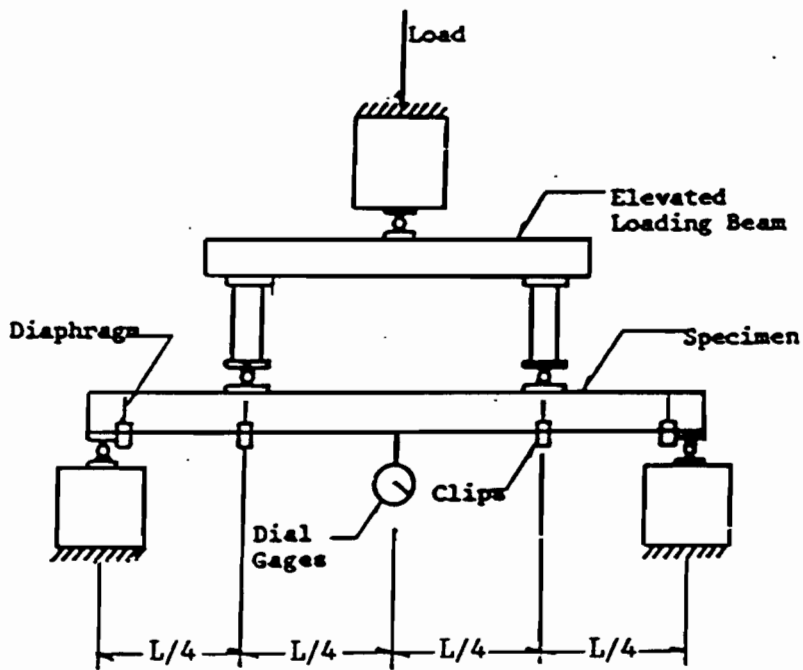 Load
Elevated
Loading Beam
Diaphragm
Specimen
Clips
Dial
Gages
L/4 L/4 L/4 L/4